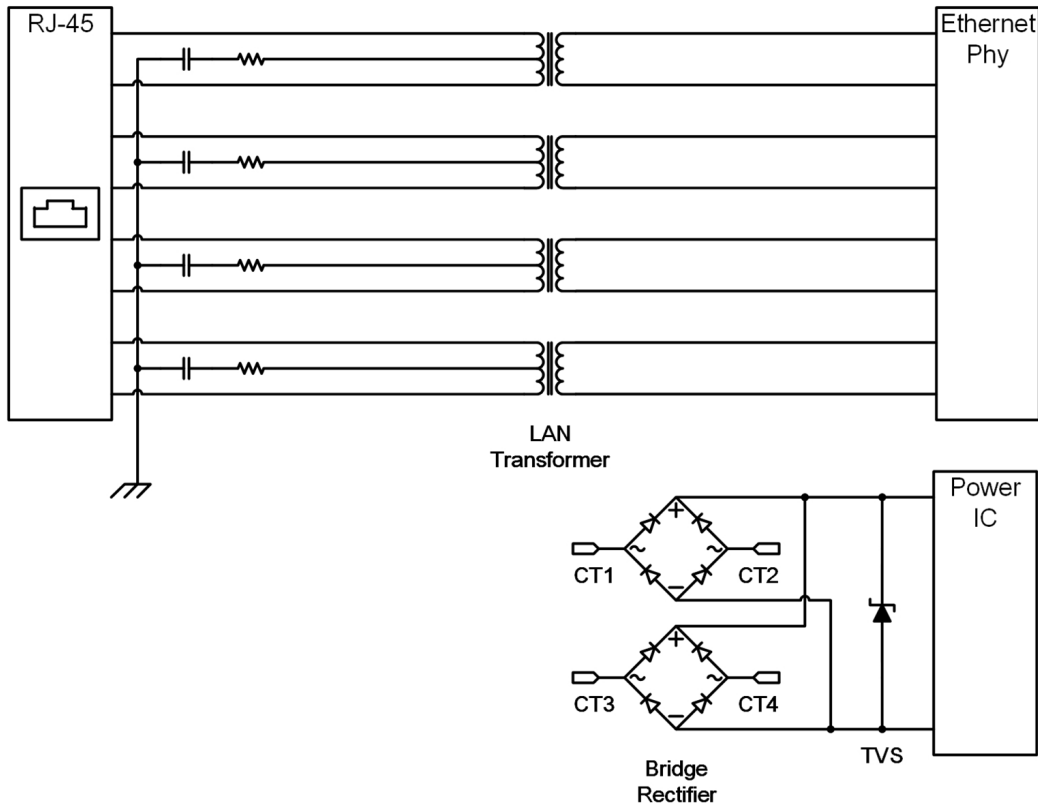 RJ-45
Ethernet
Phy
LAN
Transformer
Power
IC
+
~
~
CT1
CT2
−
+
~
~
CT3
CT4
−
TVS
Bridge
Rectifier